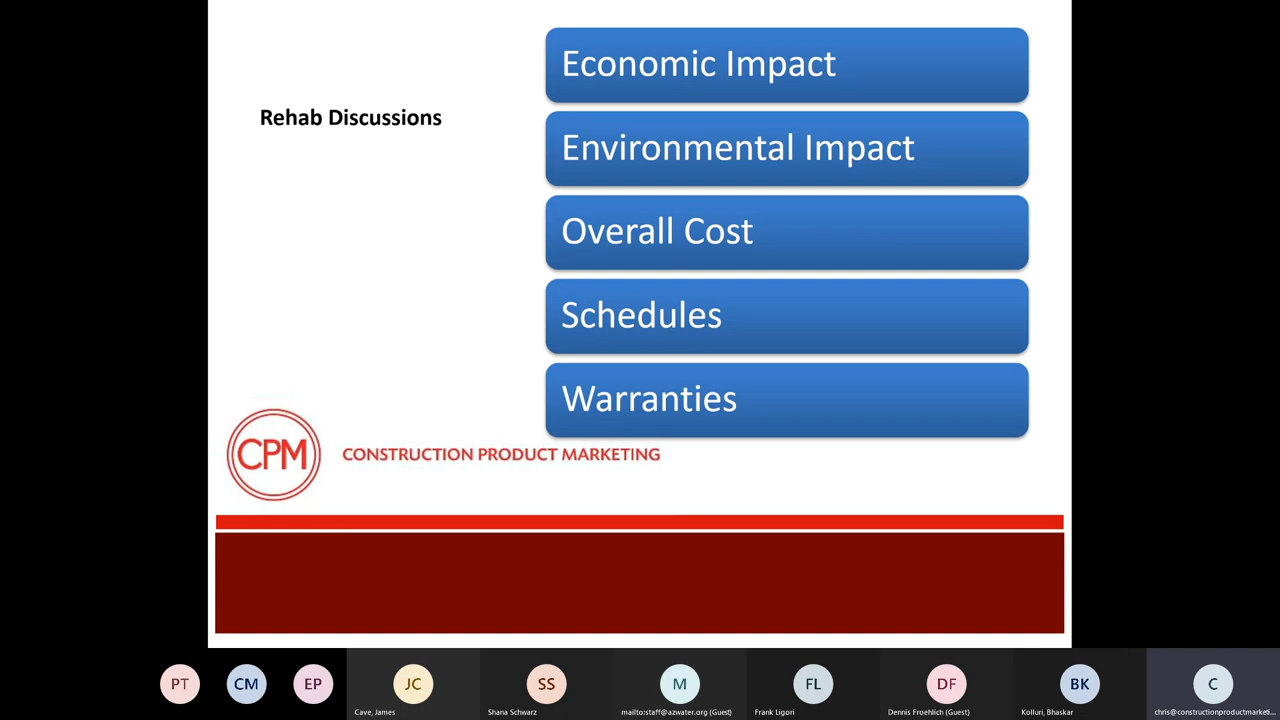 Rehab Discussions
Economic Impact
Environmental Impact
Overall Cost
Schedules
Warranties
CPM
CONSTRUCTION PRODUCT MARKETING
PT
CM
EP
JC
SS
M
FL
DF
BK
C
Cave, James
Shana Schwarz
mailto:staff@azwater.org (Guest)
Frank Ligori
Dennis Froehlich (Guest)
Kolluri, Bhaskar
chris@constructionproductmarketi...